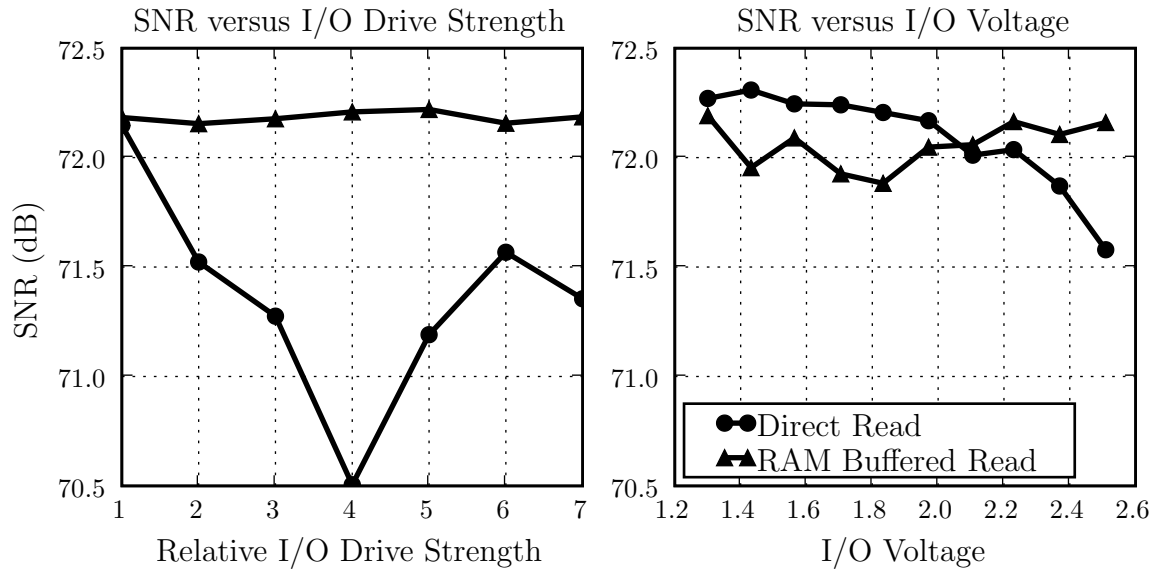 SNR versus I/O Drive Strength
SNR (dB)
72.5
72.0
71.5
71.0
70.5
1 2 3 4 5 6 7
Relative I/O Drive Strength
SNR versus I/O Voltage
72.5
72.0
71.5
71.0
70.5
Direct Read
RAM Buffered Read
1.2 1.4 1.6 1.8 2.0 2.2 2.4 2.6
I/O Voltage